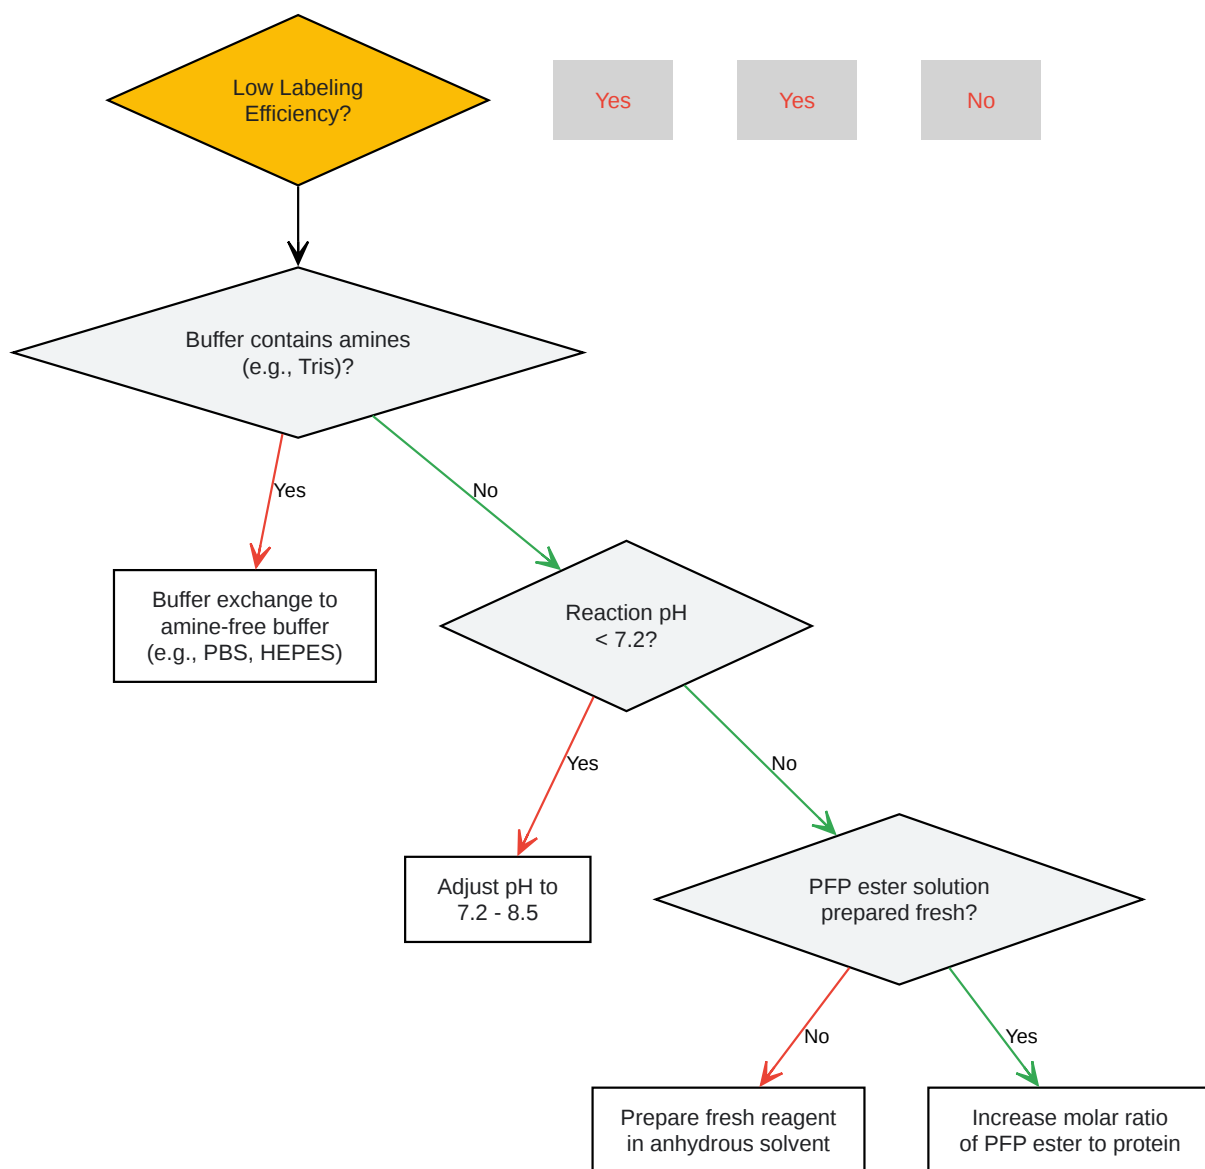 Low Labeling
Efficiency?
Yes
Yes
No
Buffer contains amines
(e.g., Tris)?
Yes
No
Buffer exchange to
amine-free buffer
(e.g., PBS, HEPES)
Reaction pH
< 7.2?
Yes
No
Adjust pH to
7.2 - 8.5
PFP ester solution
prepared fresh?
No
Yes
Prepare fresh reagent
in anhydrous solvent
Increase molar ratio
of PFP ester to protein